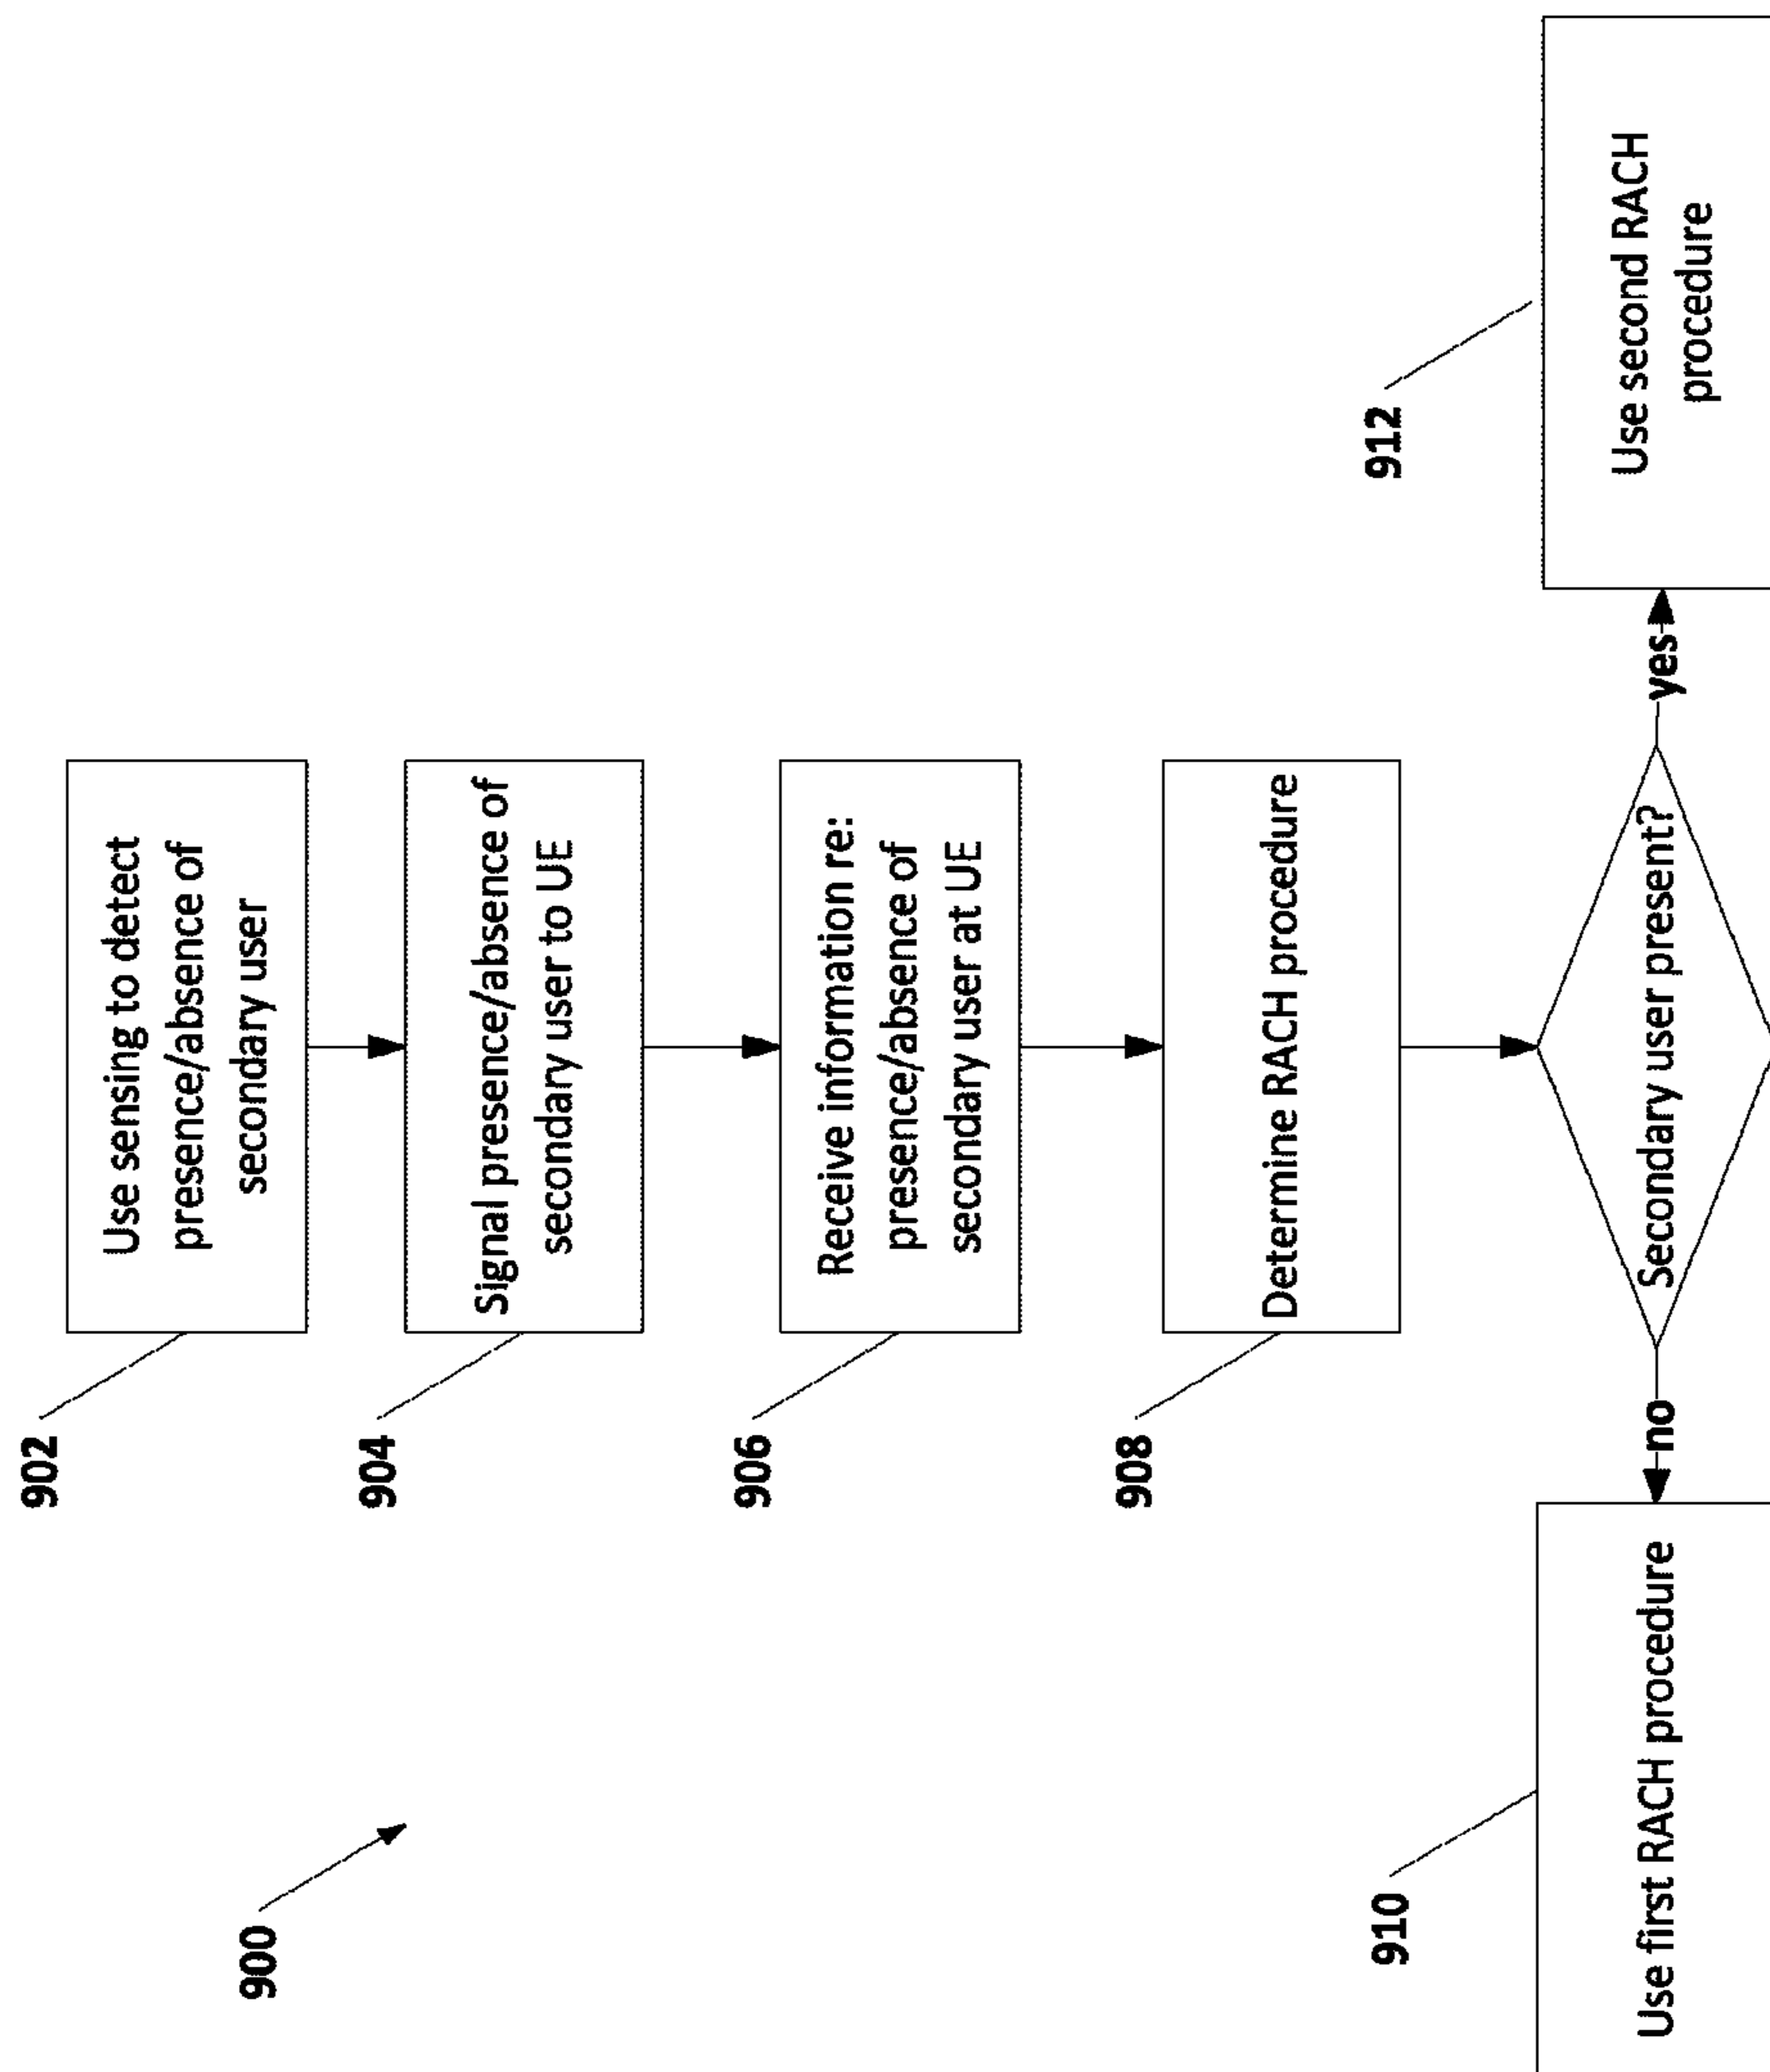 900
902
Use sensing to detect
presence/absence of
secondary user
904
Signal presence/absence of
secondary user to UE
906
Receive information re:
presence/absence of
secondary user at UE
908
Determine RACH procedure
Secondary user present?
no
yes
910
Use first RACH procedure
912
Use second RACH
procedure